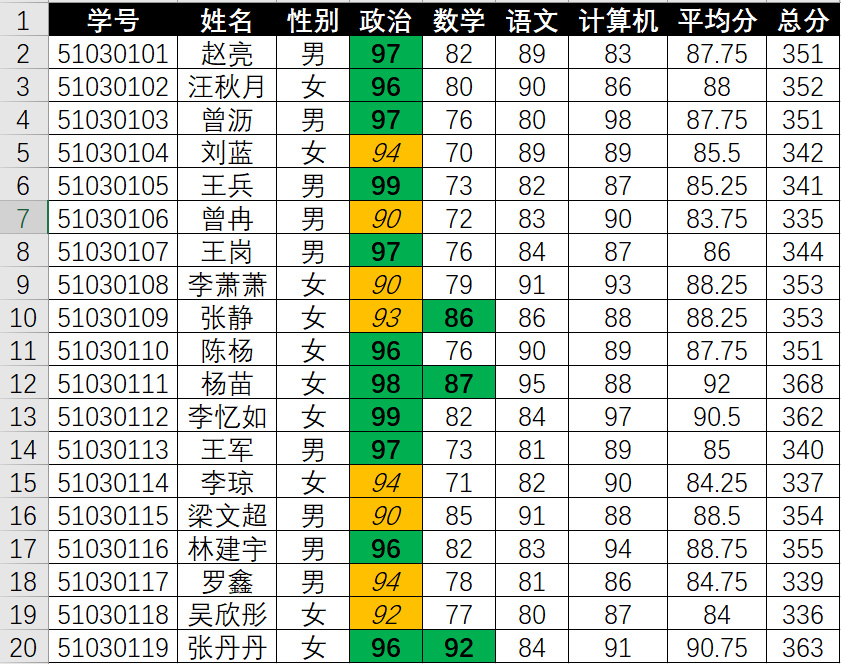 1 学号 姓名 性别 政治 数学 语文 计算机 平均分 总分
2 51030101 赵亮 男 97 82 89 83 87.75 351
3 51030102 汪秋月 女 96 80 90 86 88 352
4 51030103 曾沥 男 97 76 80 98 87.75 351
5 51030104 刘蓝 女 94 70 89 89 85.5 342
6 51030105 王兵 男 99 73 82 87 85.25 341
7 51030106 曾冉 男 90 72 83 90 83.75 335
8 51030107 王岗 男 97 76 84 87 86 344
9 51030108 李萧萧 女 90 79 91 93 88.25 353
10 51030109 张静 女 93 86 86 88 88.25 353
11 51030110 陈杨 女 96 76 90 89 87.75 351
12 51030111 杨苗 女 98 87 95 88 92 368
13 51030112 李忆如 女 99 82 84 97 90.5 362
14 51030113 王军 男 97 73 81 89 85 340
15 51030114 李琼 女 94 71 82 90 84.25 337
16 51030115 梁文超 男 90 85 91 88 88.5 354
17 51030116 林建宇 男 96 82 83 94 88.75 355
18 51030117 罗鑫 男 94 78 81 86 84.75 339
19 51030118 吴欣彤 女 92 77 80 87 84 336
20 51030119 张丹丹 女 96 92 84 91 90.75 363